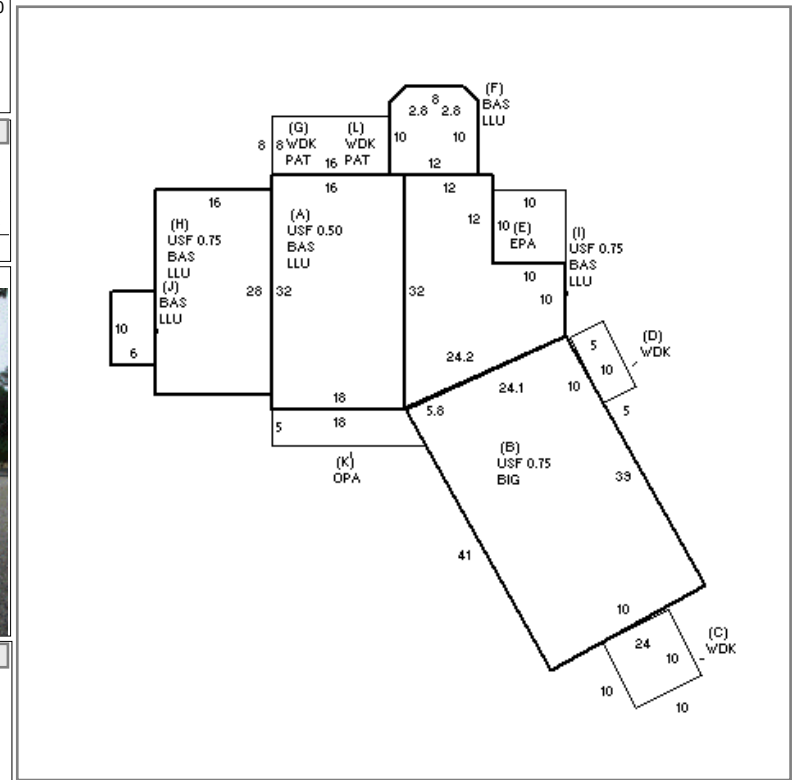 (F)
BAS
LLU
8
2.8 2.8
10 10
12
(G) (L)
8 8 WDK WDK
PAT 16 PAT
16
12
12
10
10 (E)
EPA
(I)
USF 0.75
BAS
LLU
16
(H)
USF 0.75
BAS
LLU
(A)
USF 0.50
BAS
LLU
28 32
32
10
10
(J)
BAS
LLU
10
6
24.2
(D)
WDK
5
10
10
5
24.1
18
18
5
5.8
(K)
OPA
(B)
USF 0.75
BIG
39
41
10
24
(C)
WDK
10
10
10